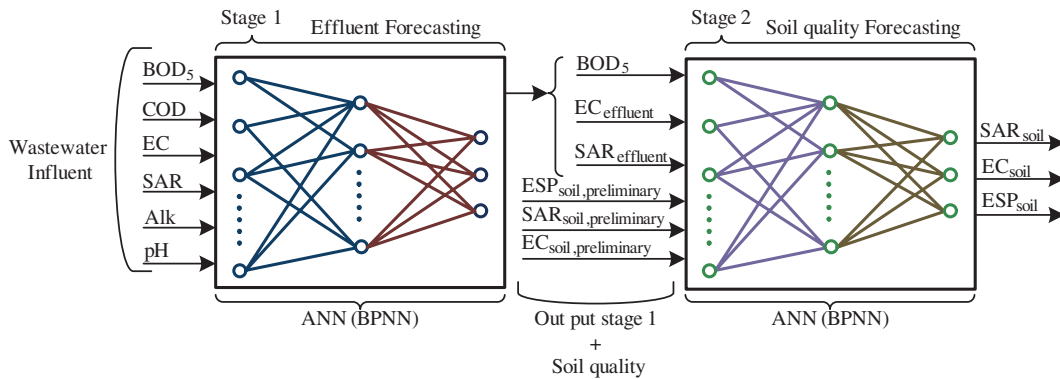 Stage 1
Effluent Forecasting
Stage 2
Soil quality Forecasting
Wastewater
Influent
BOD5
COD
EC
SAR
Alk
pH
BOD5
ECeffluent
SAReffluent
ESPsoil,preliminary
SARsoil,preliminary
ECsoil,preliminary
SARsoil
ECsoil
ESPsoil
ANN (BPNN)
Out put stage 1
+
Soil quality
ANN (BPNN)